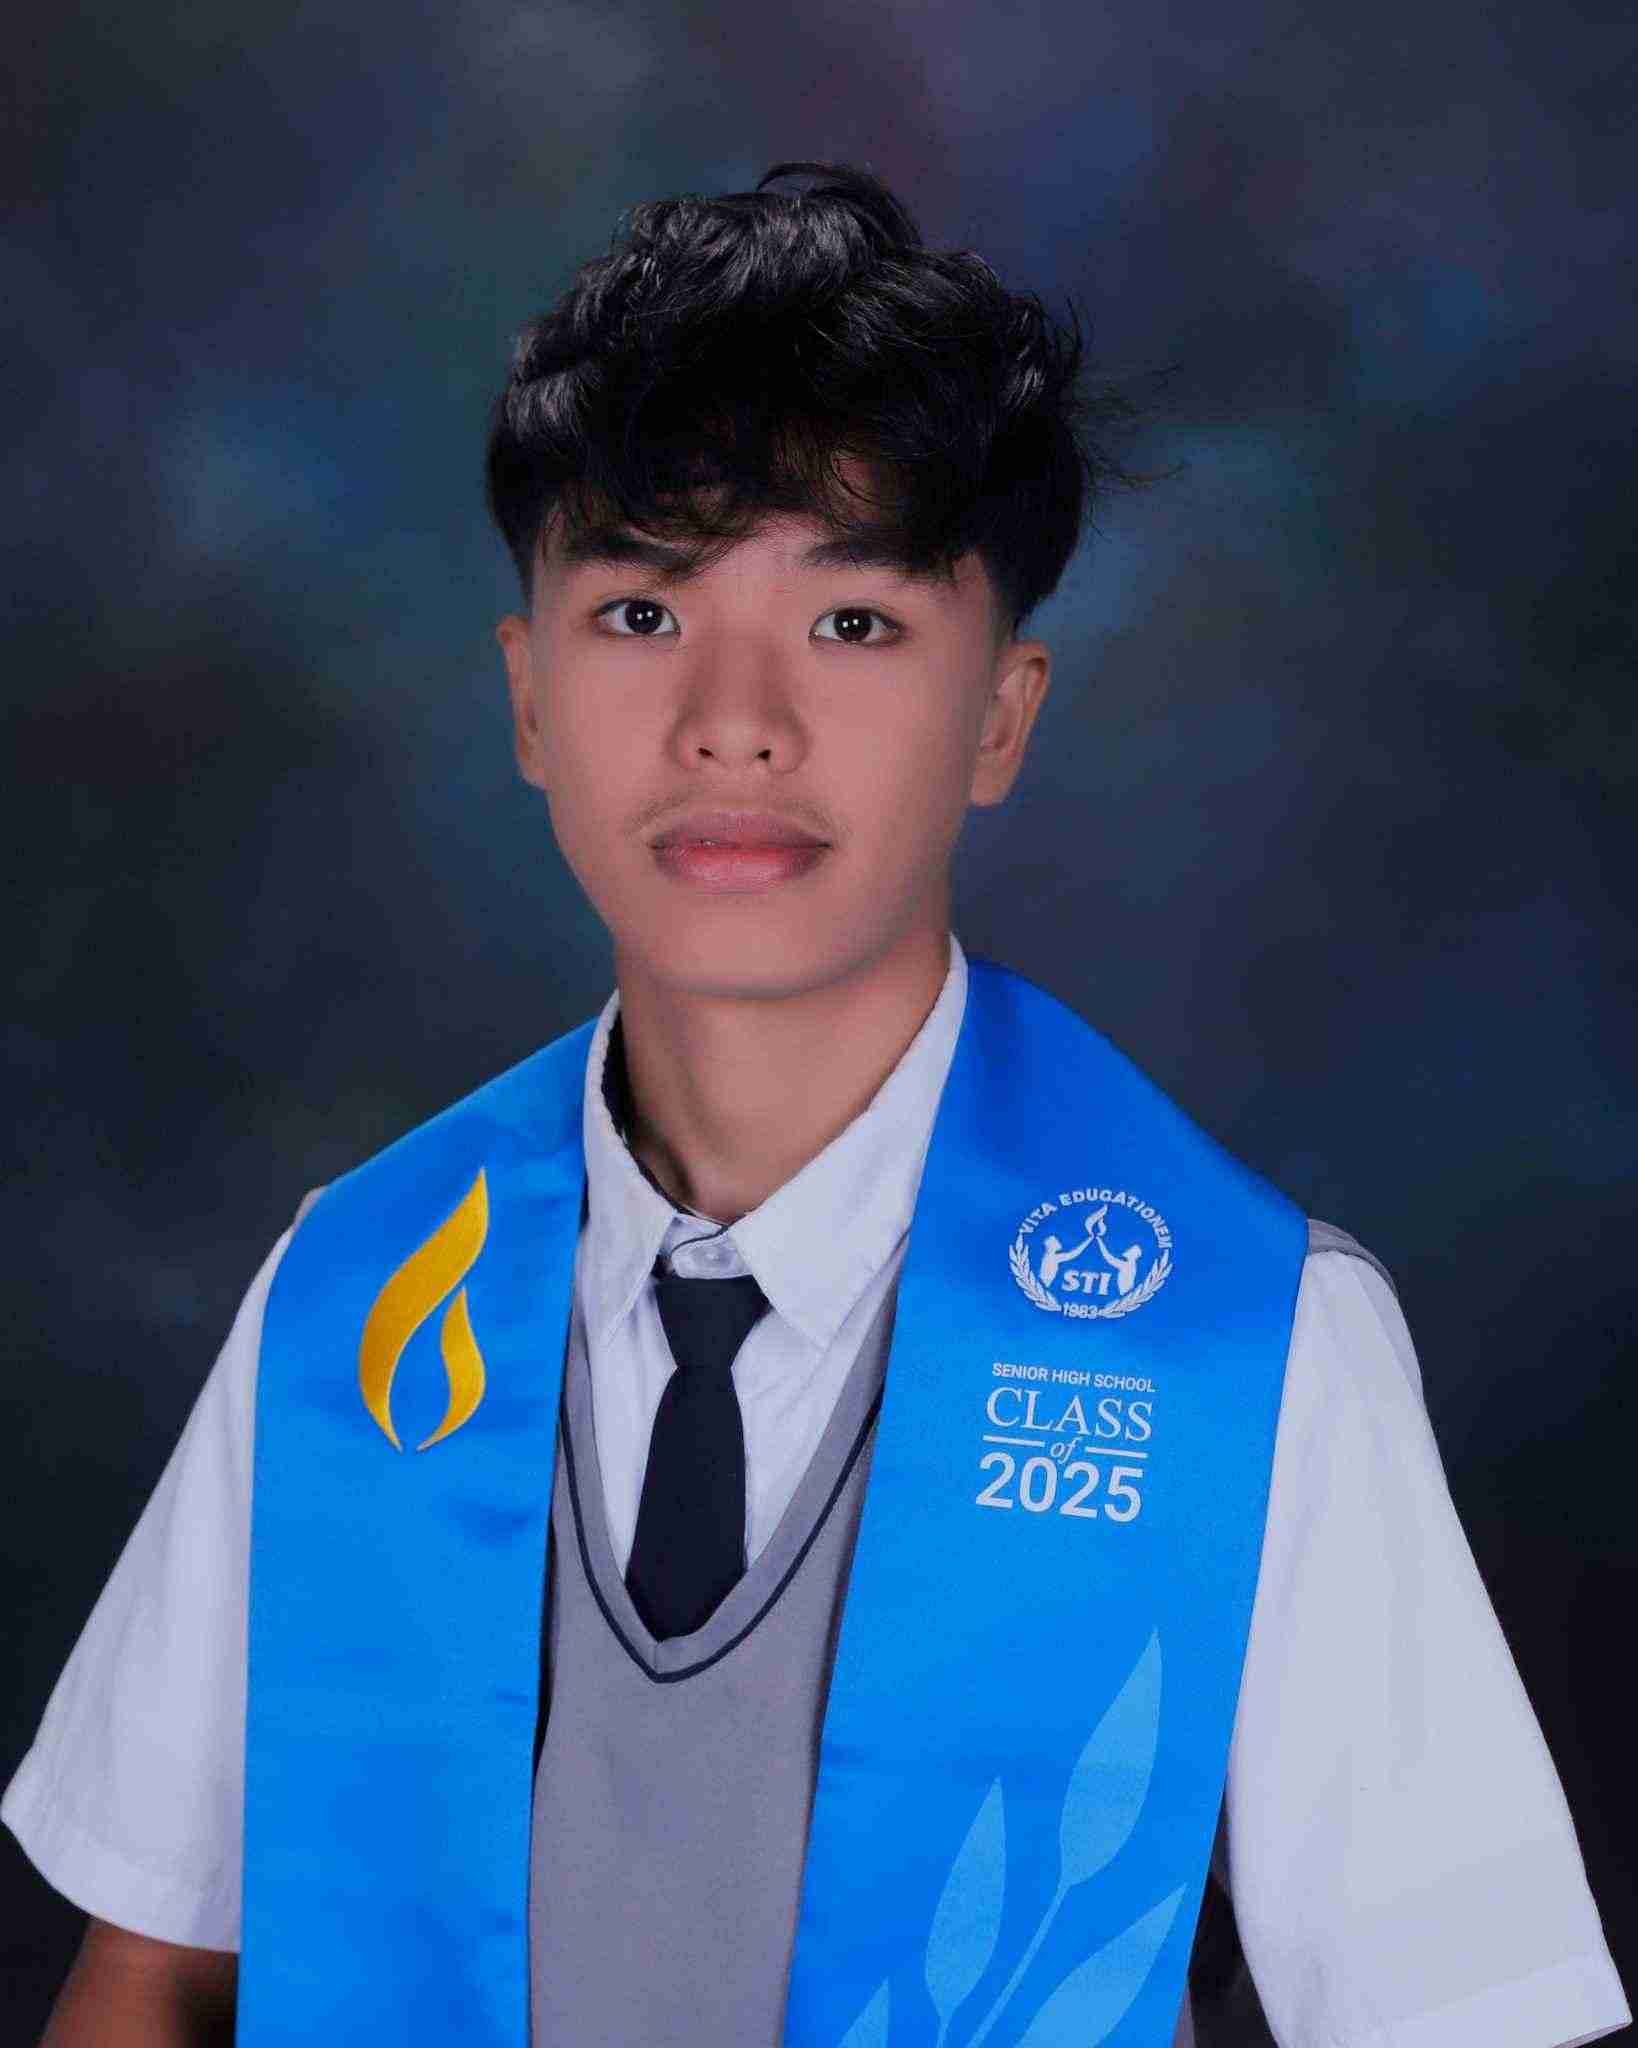 VITA EDUCATIONEM
STI
1983
SENIOR HIGH SCHOOL
CLASS
of
2025